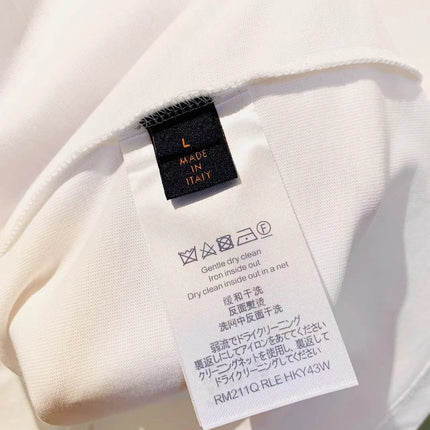 L
MADE
IN
ITALY
Gentle dry clean
Iron inside out
Dry clean inside out in a net
缓和干洗
反面熨烫
洗网中反面干洗
弱流でドライクリーニング
裏返しにしてアイロンをあててください
クリーニングネットを使用し、裏返して
ドライクリーニングしてください
RM211Q RLE HKY43W